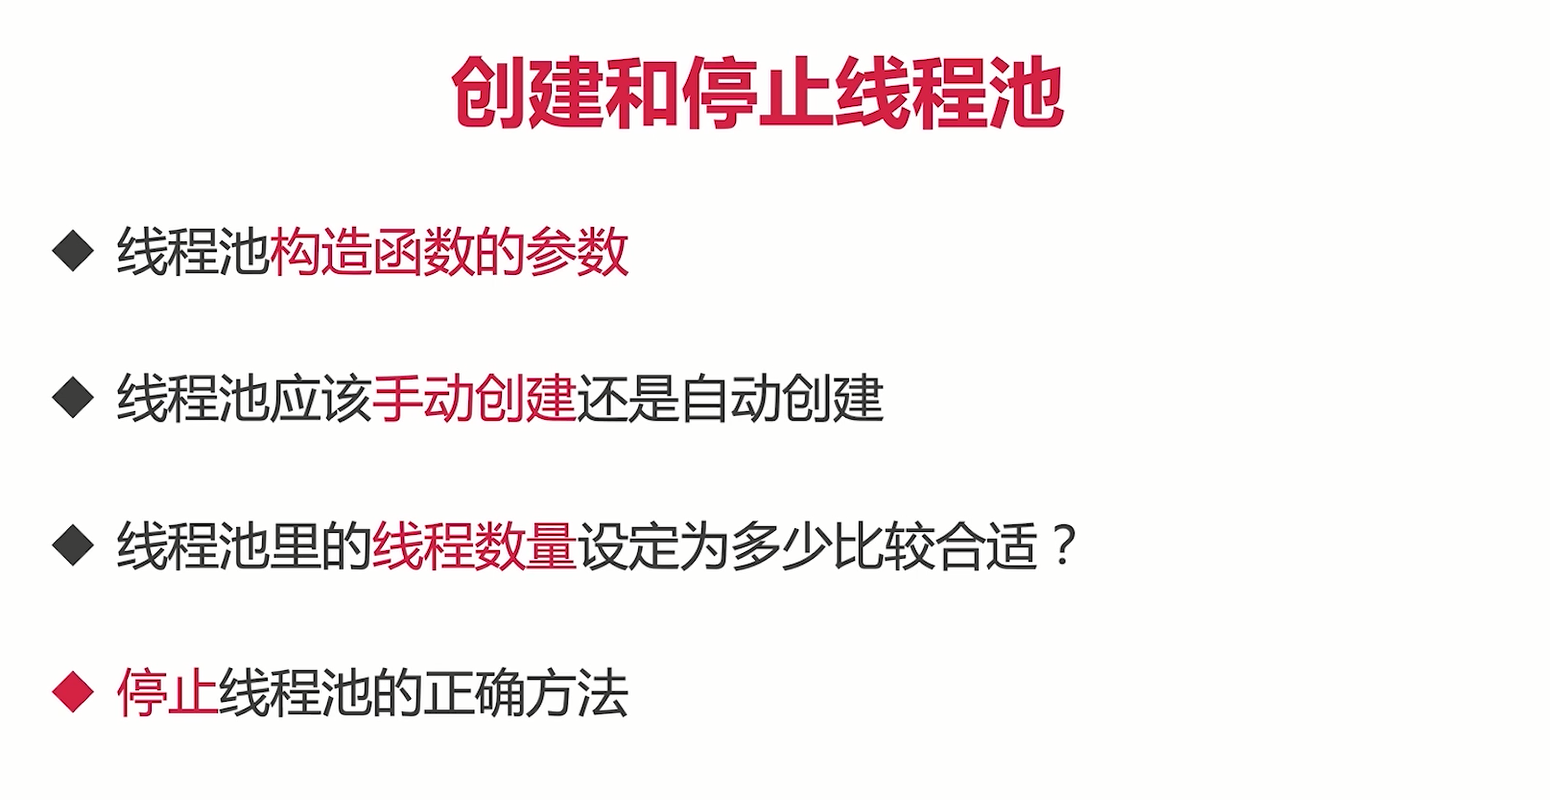 创建和停止线程池
线程池构造函数的参数
线程池应该手动创建还是自动创建
线程池里的线程数量设定为多少比较合适？
停止线程池的正确方法